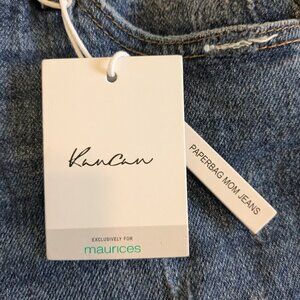 KanCan
EXCLUSIVELY FOR
maurices
PAPERBAG MOM JEANS